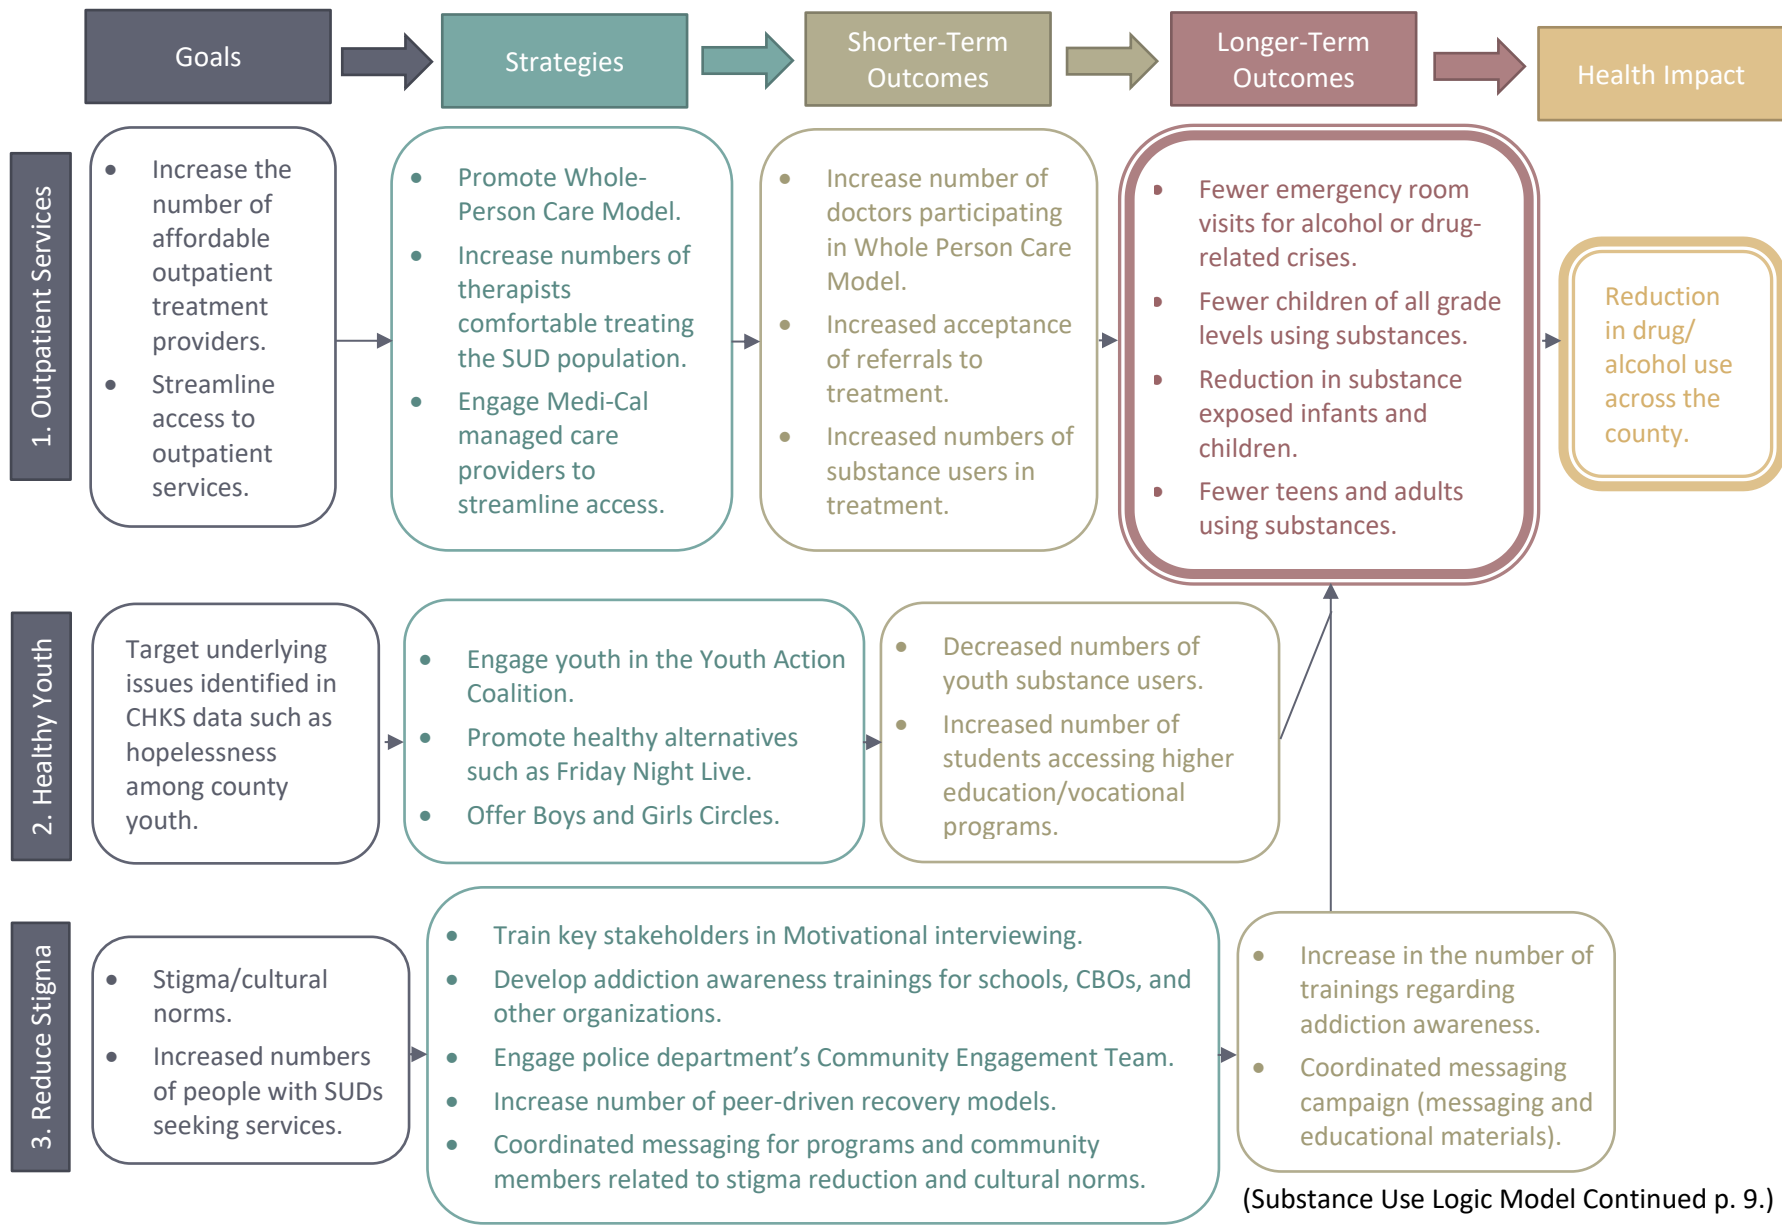 Goals
Strategies
Shorter-Term
Outcomes
Longer-Term
Outcomes
Health Impact
1. Outpatient Services
• Increase the
number of
affordable
outpatient
treatment
providers.
• Streamline
access to
outpatient
services.
• Promote Whole-
Person Care Model.
• Increase numbers of
therapists
comfortable treating
the SUD population.
• Engage Medi-Cal
managed care
providers to
streamline access.
• Increase number of
doctors participating
in Whole Person Care
Model.
• Increased acceptance
of referrals to
treatment.
• Increased numbers of
substance users in
treatment.
• Fewer emergency room
visits for alcohol or drug-
related crises.
• Fewer children of all grade
levels using substances.
• Reduction in substance
exposed infants and
children.
• Fewer teens and adults
using substances.
Reduction
in drug/
alcohol use
across the
county.
2. Healthy Youth
Target underlying
issues identified in
CHKS data such as
hopelessness
among county
youth.
• Engage youth in the Youth Action
Coalition.
• Promote healthy alternatives
such as Friday Night Live.
• Offer Boys and Girls Circles.
• Decreased numbers of
youth substance users.
• Increased number of
students accessing higher
education/vocational
programs.
3. Reduce Stigma
• Stigma/cultural
norms.
• Increased numbers
of people with SUDs
seeking services.
• Train key stakeholders in Motivational interviewing.
• Develop addiction awareness trainings for schools, CBOs, and
other organizations.
• Engage police department’s Community Engagement Team.
• Increase number of peer-driven recovery models.
• Coordinated messaging for programs and community
members related to stigma reduction and cultural norms.
• Increase in the number of
trainings regarding
addiction awareness.
• Coordinated messaging
campaign (messaging and
educational materials).
(Substance Use Logic Model Continued p. 9.)